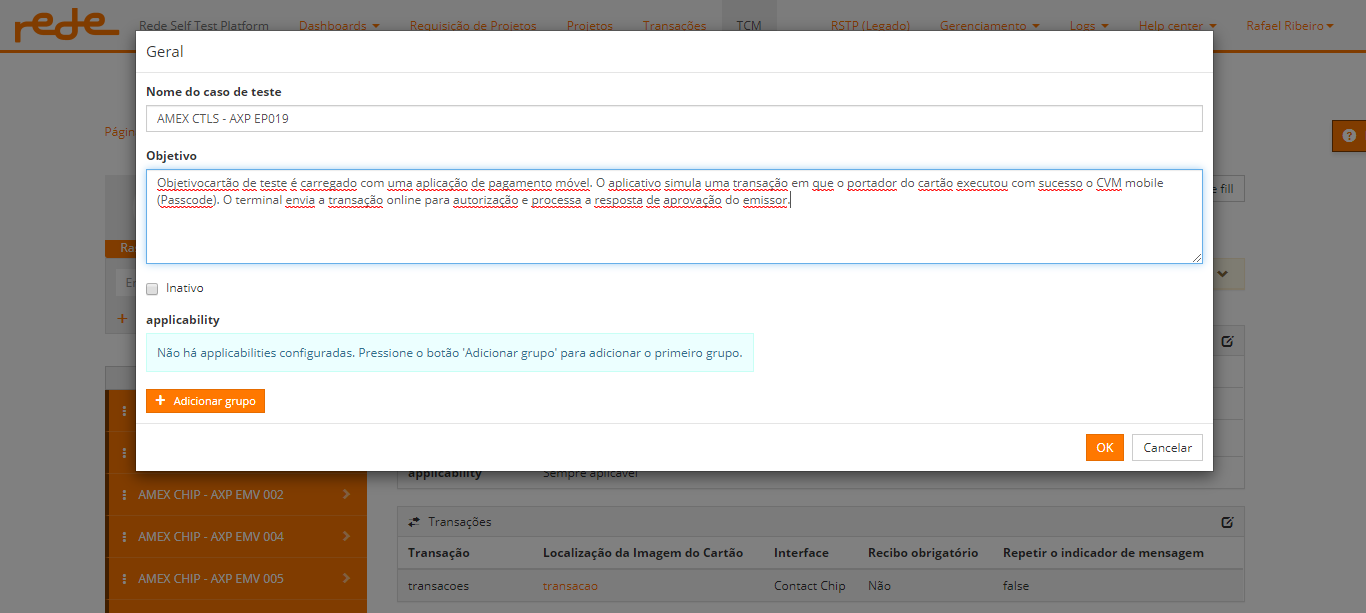 rede Rede Self Test Platform Dashboards Requisição de Projetos Projetos Transações TCM RSTP (Legado) Gerenciamento Logs Help center Rafael Ribeiro
Geral
Nome do caso de teste
AMEX CTLS - AXP EP019
Págin
Objetivo
Objetivocartão de teste é carregado com uma aplicação de pagamento móvel. O aplicativo simula uma transação em que o portador do cartão executou com sucesso o CVM mobile
(Passcode). O terminal envia a transação online para autorização e processa a resposta de aprovação do emissor.
e fill
Ra
En
Inativo
applicability
Não há applicabilities configuradas. Pressione o botão 'Adicionar grupo' para adicionar o primeiro grupo.
+ Adicionar grupo
OK Cancelar
applicability Sempre aplicável
AMEX CHIP - AXP EMV 002
Transações
AMEX CHIP - AXP EMV 004
Transação Localização da Imagem do Cartão Interface Recibo obrigatório Repetir o indicador de mensagem
AMEX CHIP - AXP EMV 005
transacoes transacao Contact Chip Não false